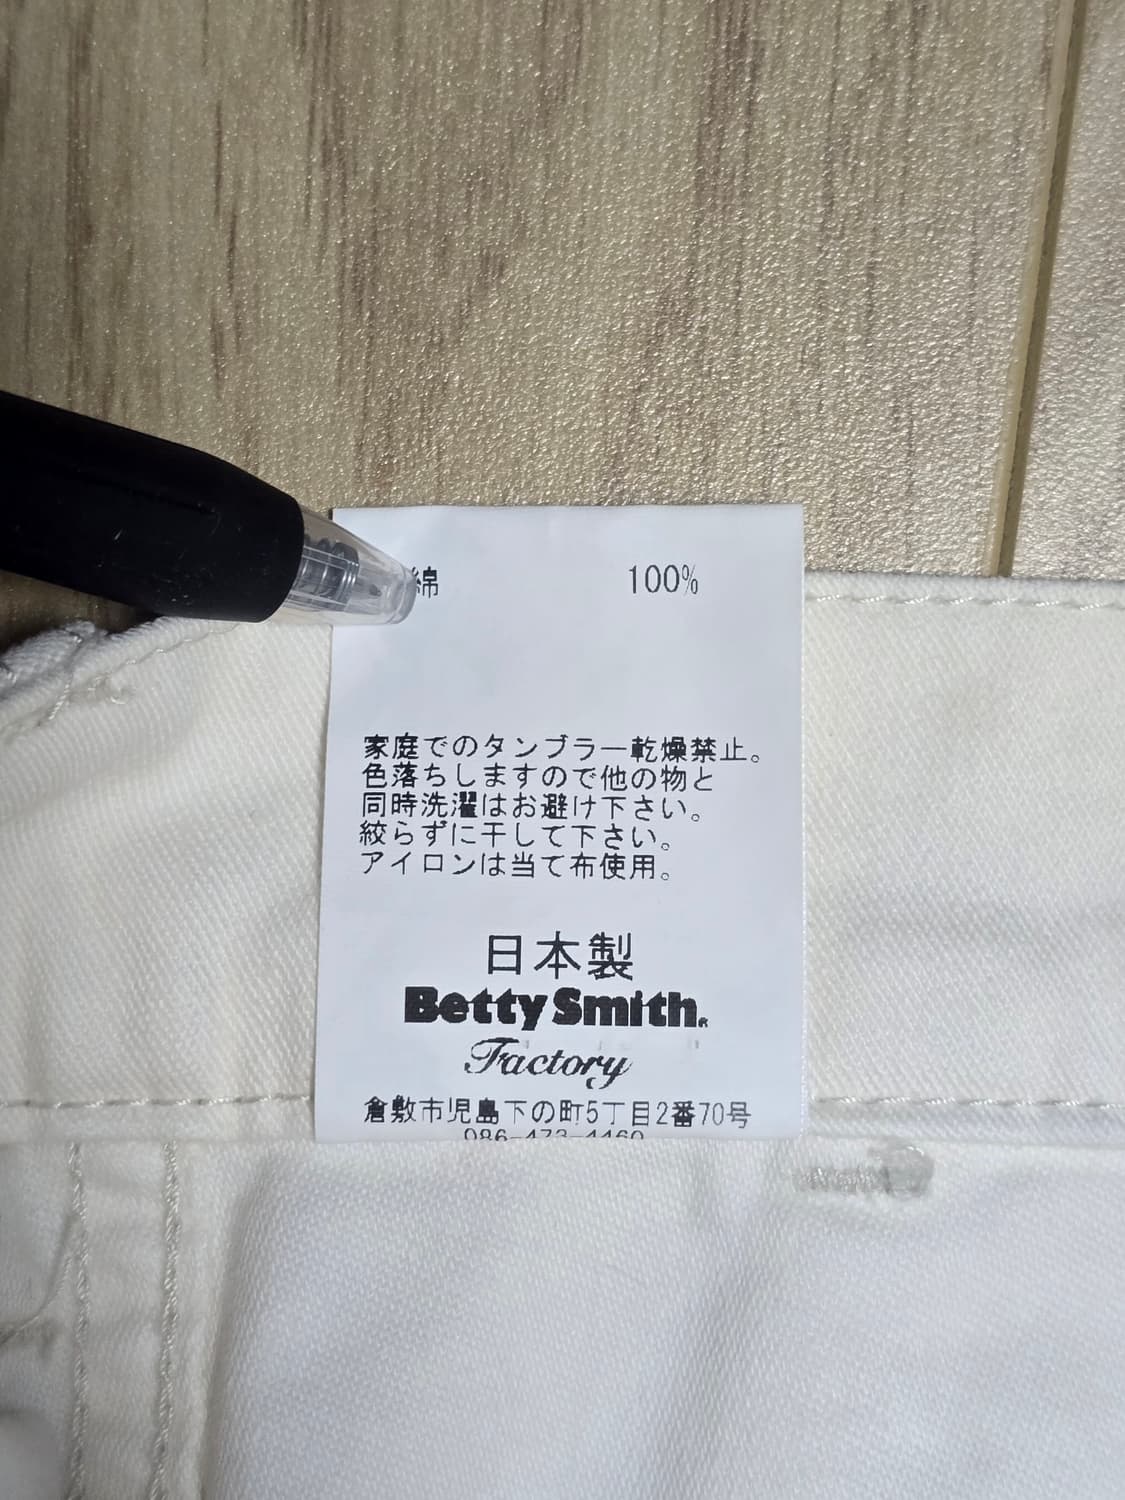 綿 100%
家庭でのタンブラー乾燥禁止。
色落ちしますので他の物と
同時洗濯はお避け下さい。
絞らずに干して下さい。
アイロンは当て布使用。
日本製
Betty Smith®
Factory
倉敷市児島下の町5丁目2番70号
086-473-4460